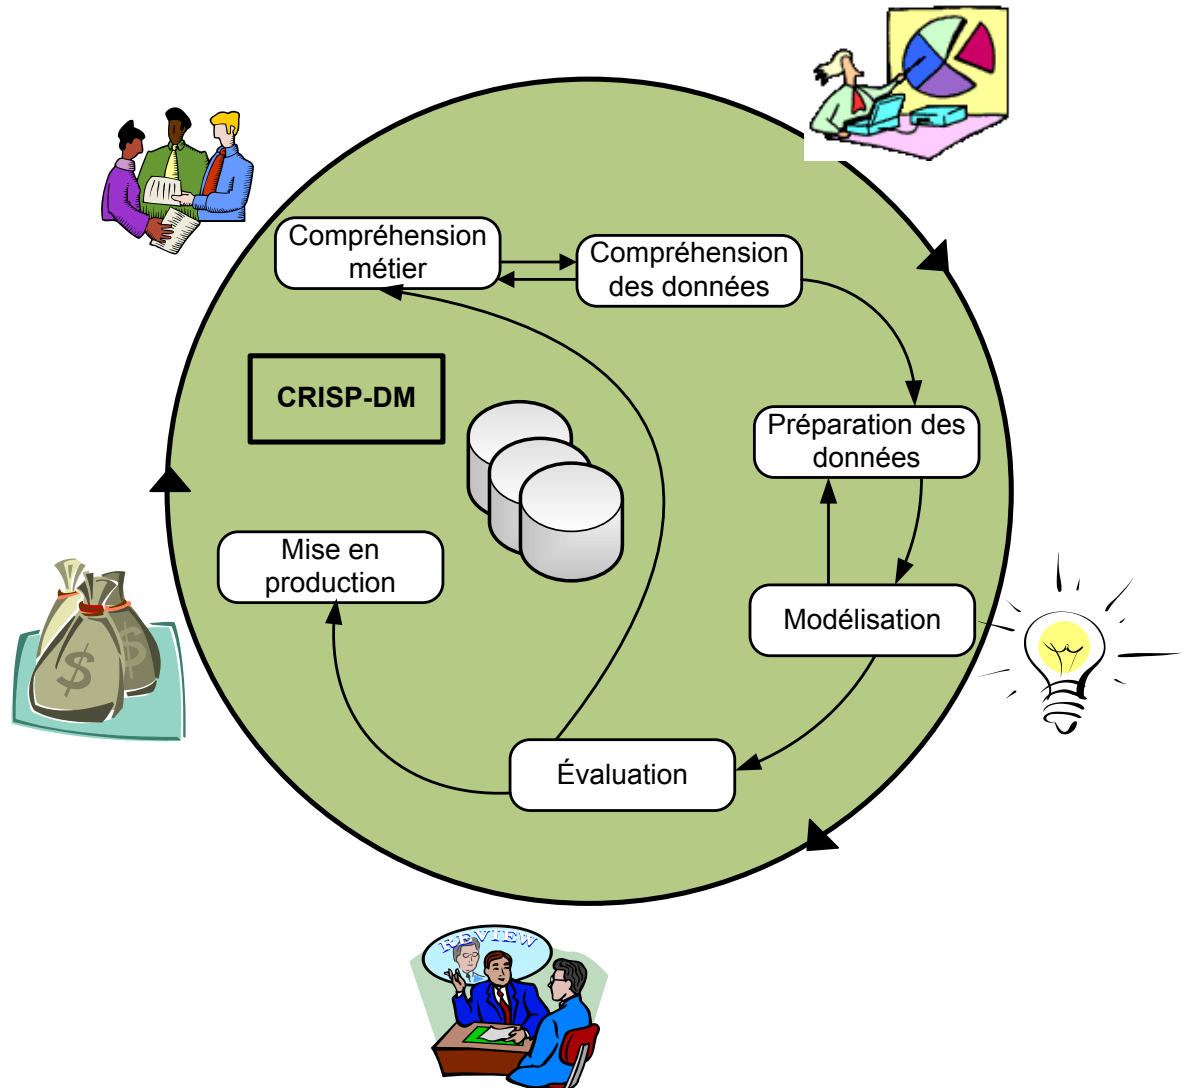 Compréhension
métier
Compréhension
des données
CRISP-DM
Préparation des
données
Mise en
production
Modélisation
Évaluation
$
$
REVIEW